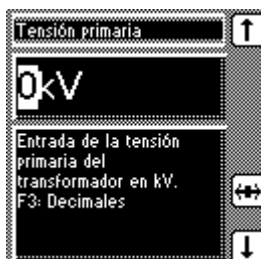 Tensión primaria
0kV
Entrada de la tensión
primaria del
transformador en kV.
F3: Decimales